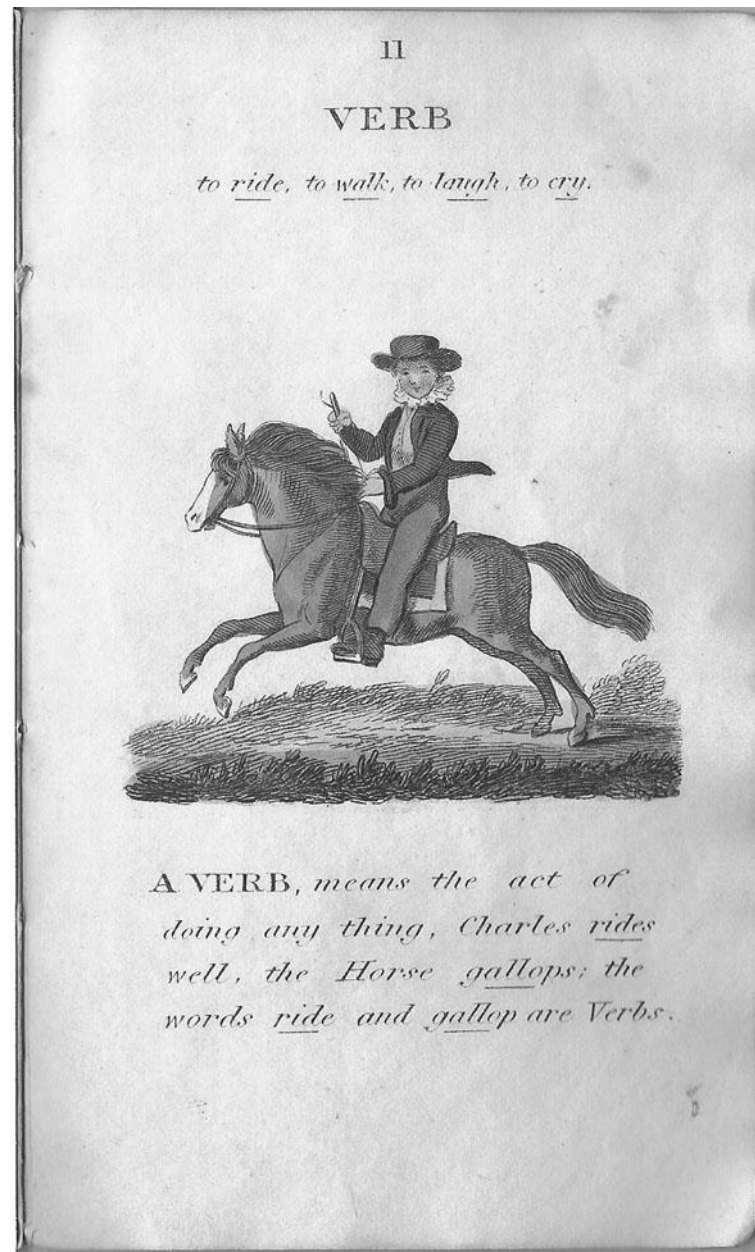 11
VERB
to ride, to walk, to laugh, to cry.
A VERB, means the act of
doing any thing, Charles rides
well, the Horse gallops; the
words ride and gallop are Verbs.